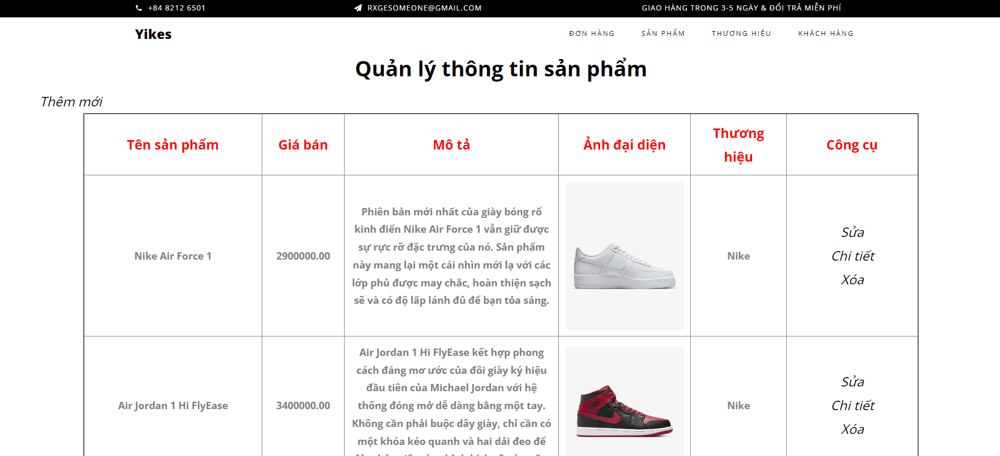 +84 8212 6501
RXGESOMEONE@GMAIL.COM
GIAO HÀNG TRONG 3-5 NGÀY & ĐỔI TRẢ MIỄN PHÍ
Yikes
ĐƠN HÀNG
SẢN PHẨM
THƯƠNG HIỆU
KHÁCH HÀNG
Quản lý thông tin sản phẩm
Thêm mới
Tên sản phẩm
Giá bán
Mô tả
Ảnh đại diện
Thương
hiệu
Công cụ
Nike Air Force 1
2900000.00
Phiên bản mới nhất của giày bóng rổ
kinh điển Nike Air Force 1 vẫn giữ được
sự rực rỡ đặc trưng của nó. Sản phẩm
này mang lại một cái nhìn mới lạ với các
lớp phủ được may chắc, hoàn thiện sạch
sẽ và có độ lấp lánh đủ để bạn tỏa sáng.
Nike
Sửa
Chi tiết
Xóa
Air Jordan 1 Hi FlyEase
3400000.00
Air Jordan 1 Hi FlyEase kết hợp phong
cách đáng mơ ước của đôi giày ký hiệu
đầu tiên của Michael Jordan với hệ
thống đóng mở dễ dàng bằng một tay.
Không cần phải buộc dây giày, chỉ cần có
một khóa kéo quanh và hai dải đeo để
Nike
Sửa
Chi tiết
Xóa